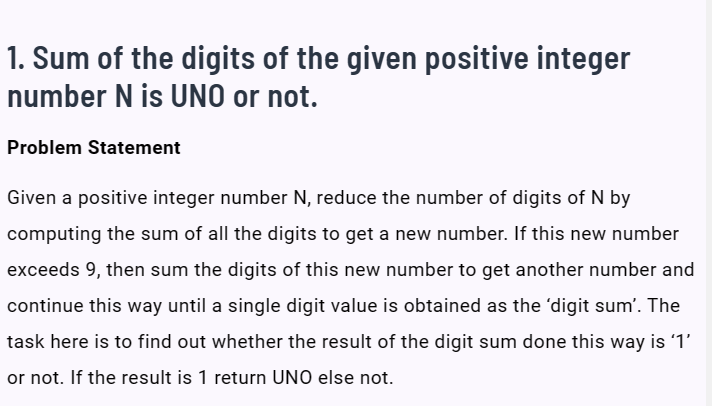 1. Sum of the digits of the given positive integer
number N is UNO or not.
Problem Statement
Given a positive integer number N, reduce the number of digits of N by
computing the sum of all the digits to get a new number. If this new number
exceeds 9, then sum the digits of this new number to get another number and
continue this way until a single digit value is obtained as the ‘digit sum’. The
task here is to find out whether the result of the digit sum done this way is ‘1’
or not. If the result is 1 return UNO else not.